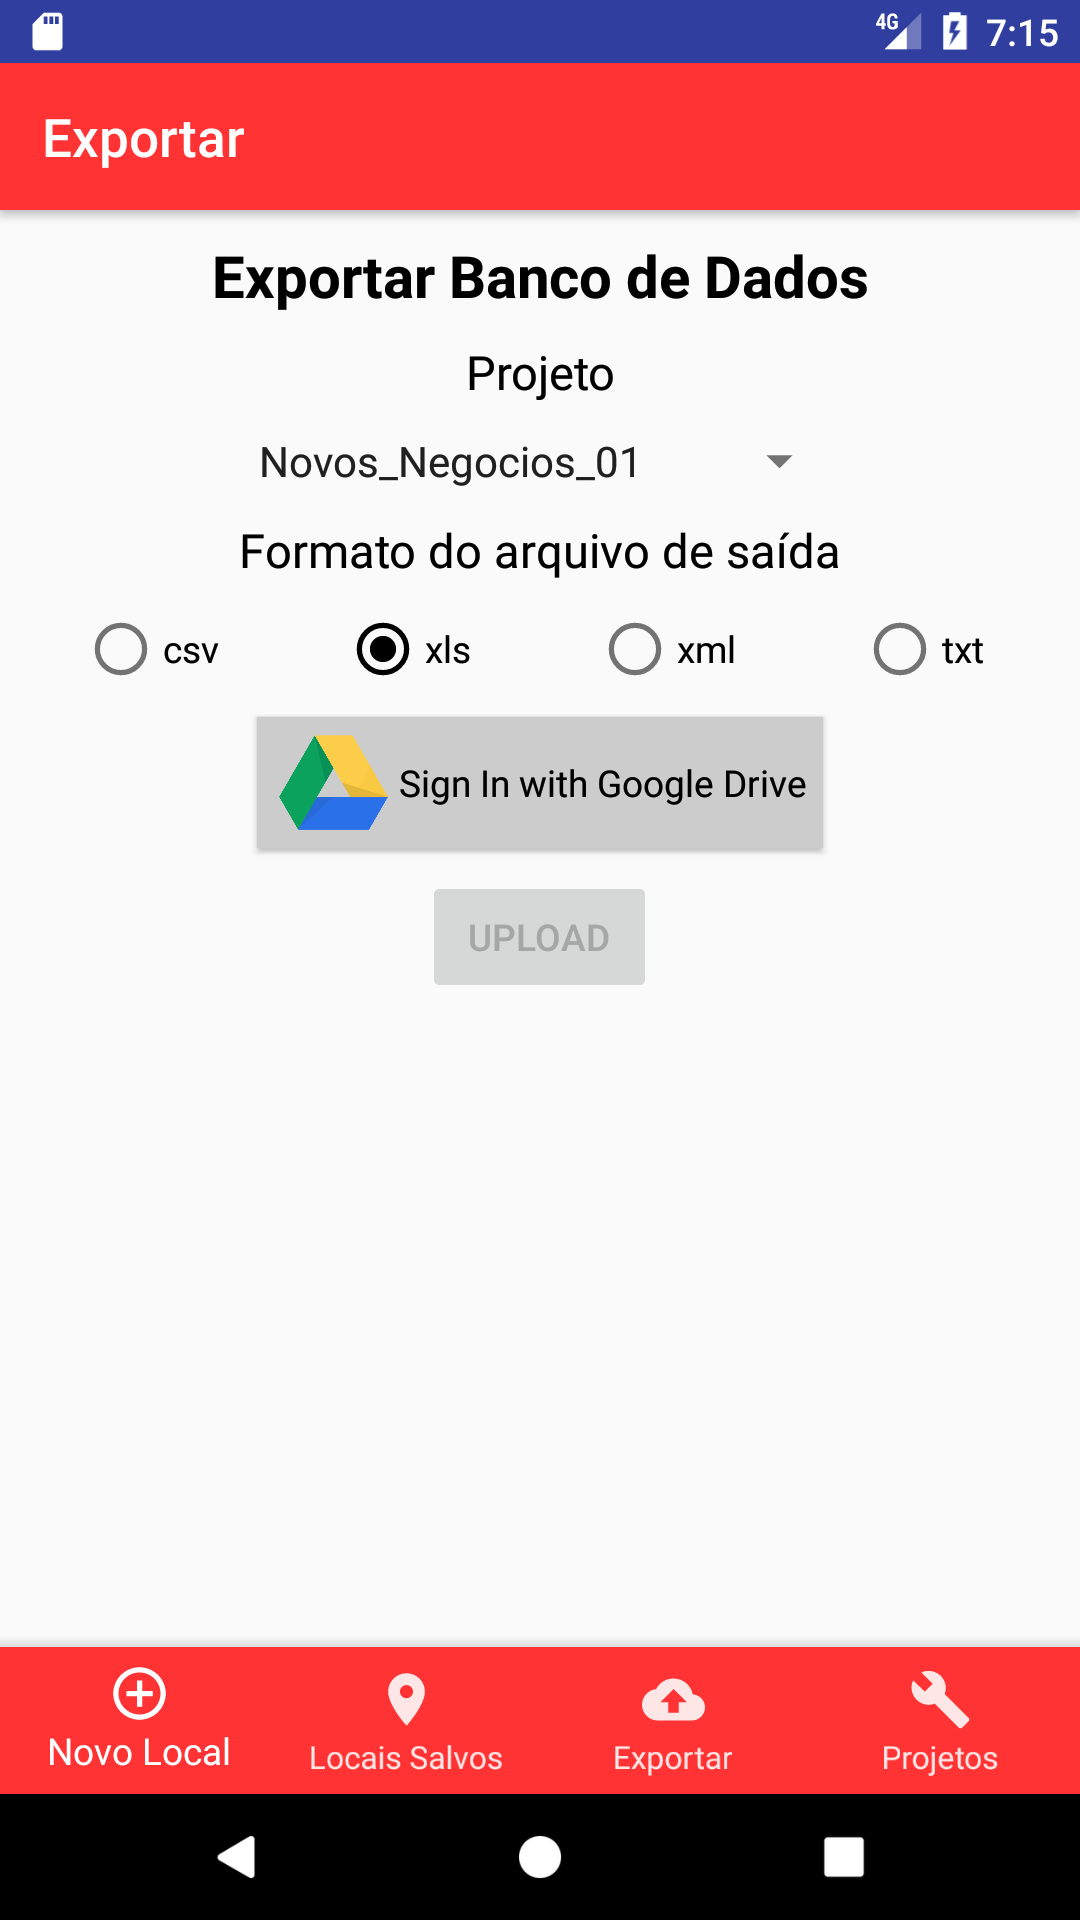 4G 7:15
Exportar
Exportar Banco de Dados
Projeto
Novos_Negocios_01
Formato do arquivo de saída
csv xls xml txt
Sign In with Google Drive
UPLOAD
Novo Local Locais Salvos Exportar Projetos